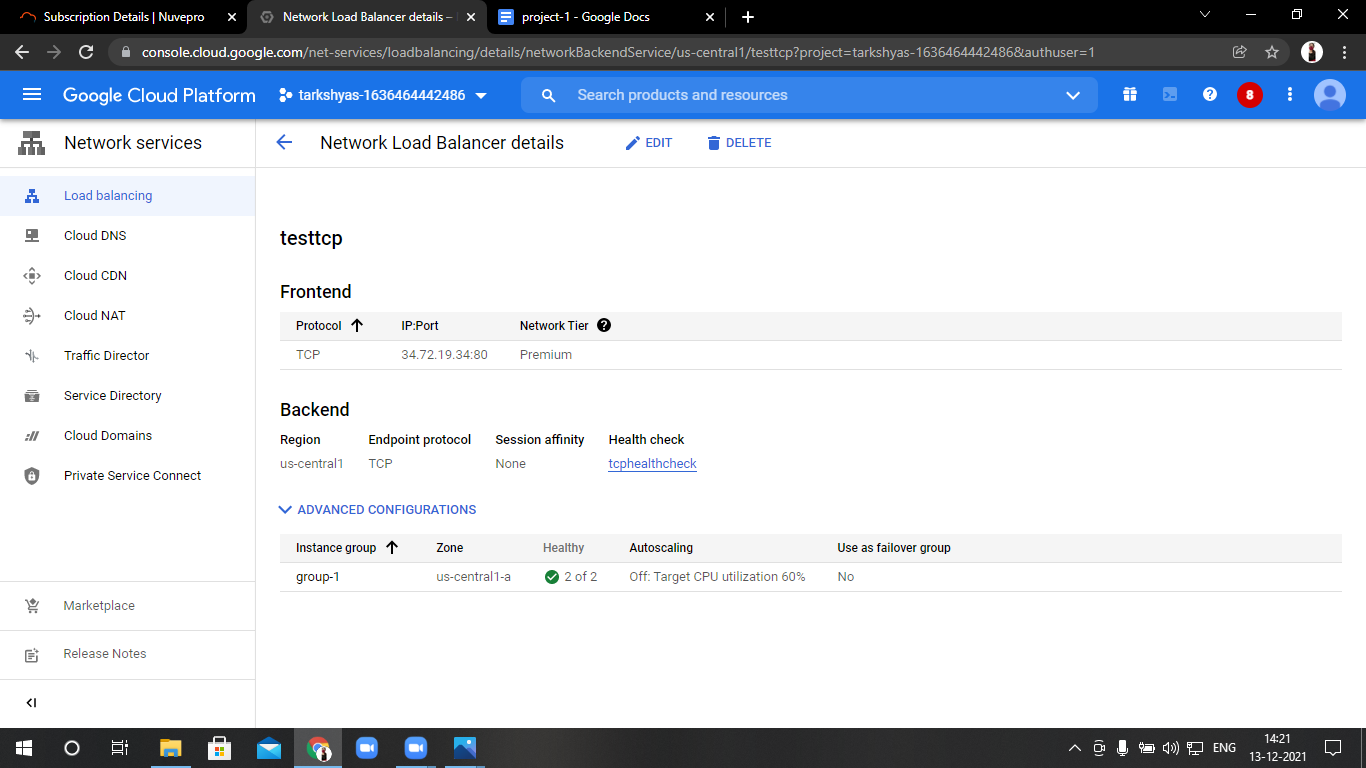 Subscription Details | Nuvepro
Network Load Balancer details –
project-1 - Google Docs
console.cloud.google.com/net-services/loadbalancing/details/networkBackendService/us-central1/testtcp?project=tarkshyas-1636464442486&authuser=1
Google Cloud Platform
tarkshyas-1636464442486
Search products and resources
8
Network services
Network Load Balancer details
EDIT
DELETE
Load balancing
Cloud DNS
Cloud CDN
Cloud NAT
Traffic Director
Service Directory
Cloud Domains
Private Service Connect
Marketplace
Release Notes
testtcp
Frontend
Protocol IP:Port Network Tier
TCP 34.72.19.34:80 Premium
Backend
Region Endpoint protocol Session affinity Health check
us-central1 TCP None tcphealthcheck
ADVANCED CONFIGURATIONS
Instance group Zone Healthy Autoscaling Use as failover group
group-1 us-central1-a 2 of 2 Off: Target CPU utilization 60% No
ENG
14:21
13-12-2021